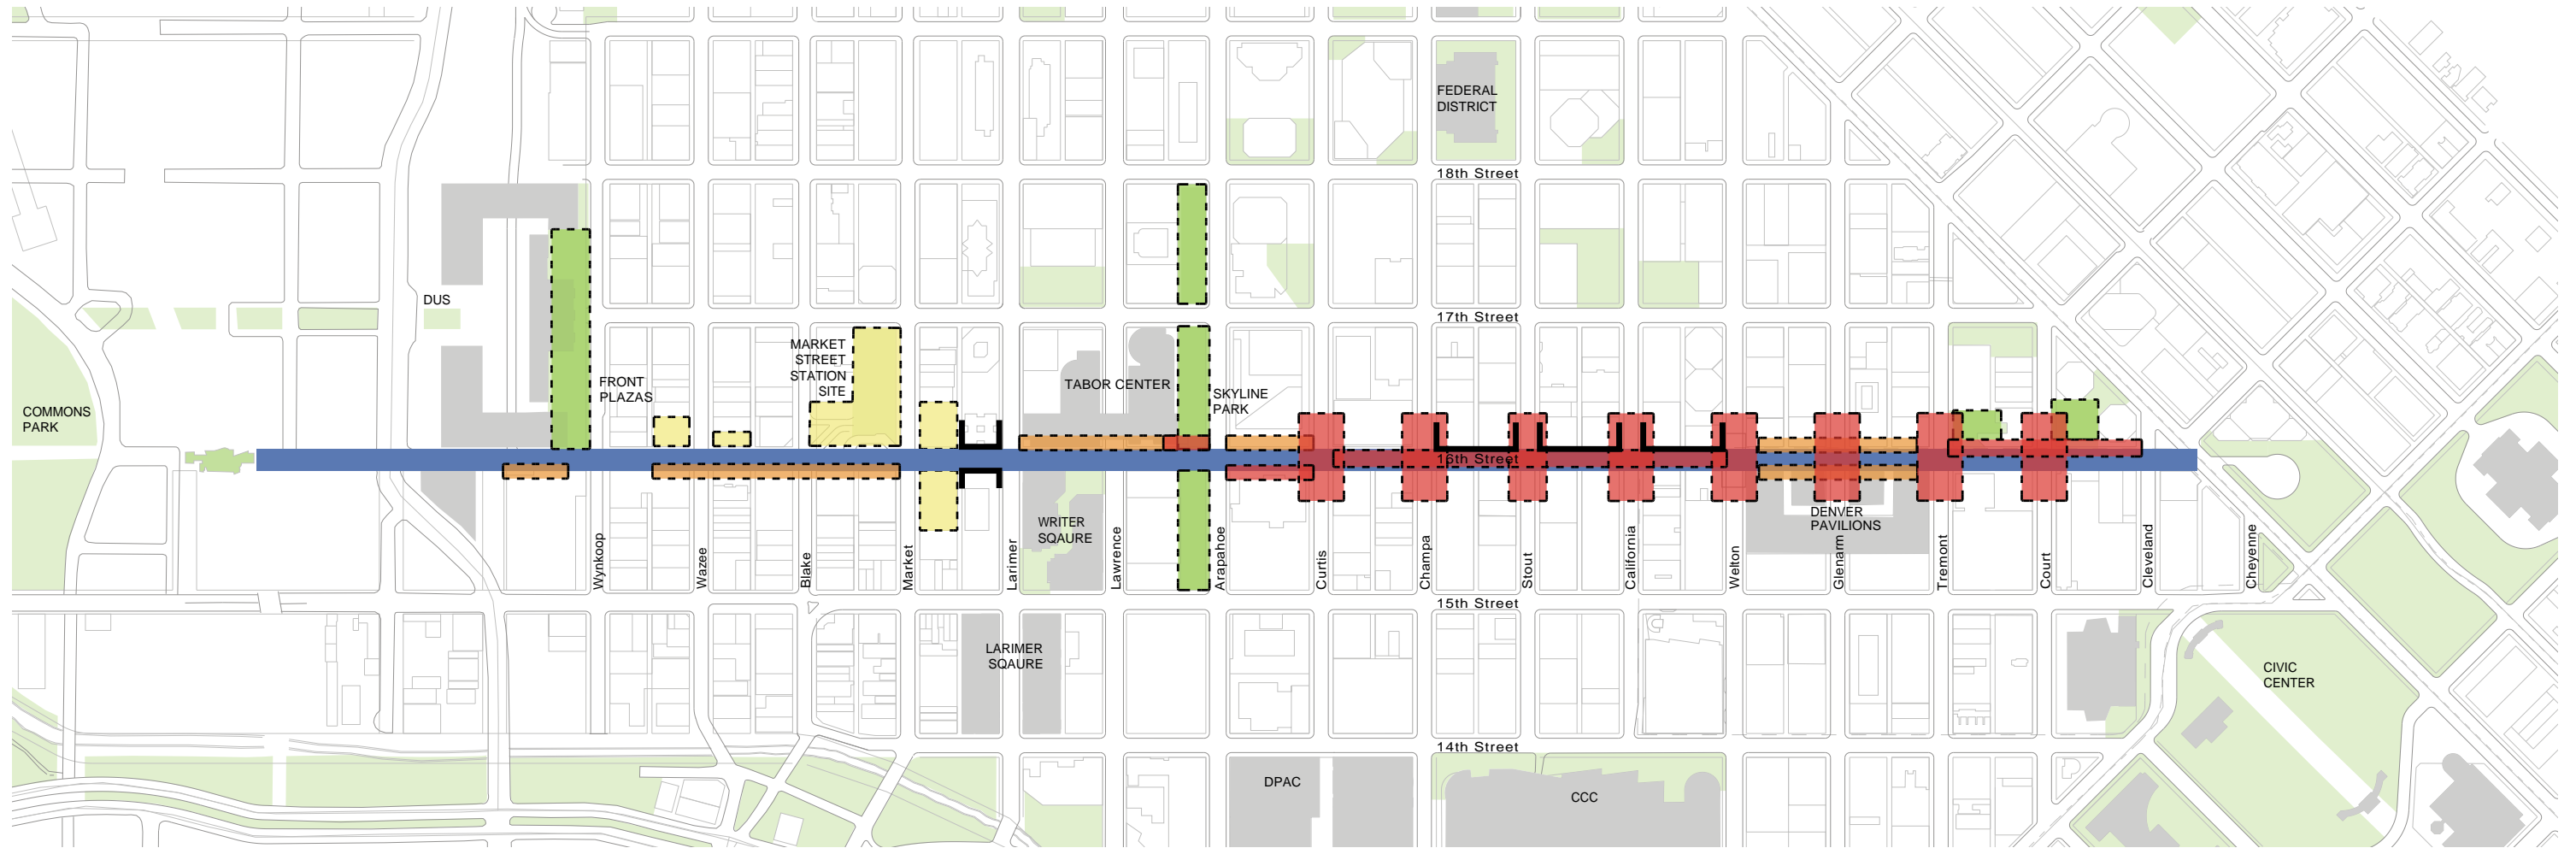 FEDERAL
DISTRICT
18th Street
DUS
17th Street
MARKET
STREET
STATION
SITE
FRONT
PLAZAS
TABOR CENTER
SKYLINE
PARK
COMMONS
PARK
16th Street
WRITER
SQAURE
DENVER
PAVILIONS
Wynkoop
Wazee
Blake
Market
Larimer
Lawrence
Arapahoe
Curtis
Champa
Stout
California
Welton
Glenarm
Tremont
Court
Cleveland
Cheyenne
15th Street
LARIMER
SQAURE
CIVIC
CENTER
14th Street
DPAC
CCC